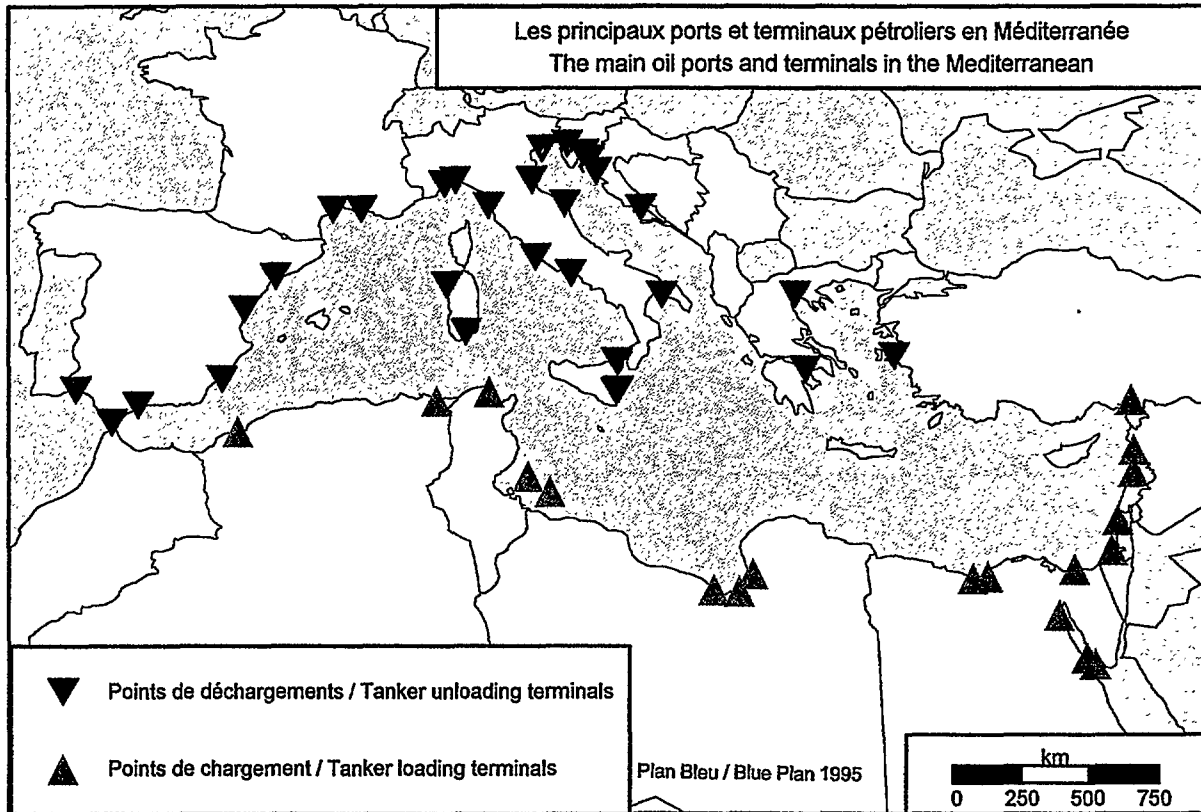 Les principaux ports et terminaux pétroliers en Méditerranée
The main oil ports and terminals in the Mediterranean
Points de déchargements / Tanker unloading terminals
Points de chargement / Tanker loading terminals
Plan Bleu / Blue Plan 1995
km
0 250 500 750